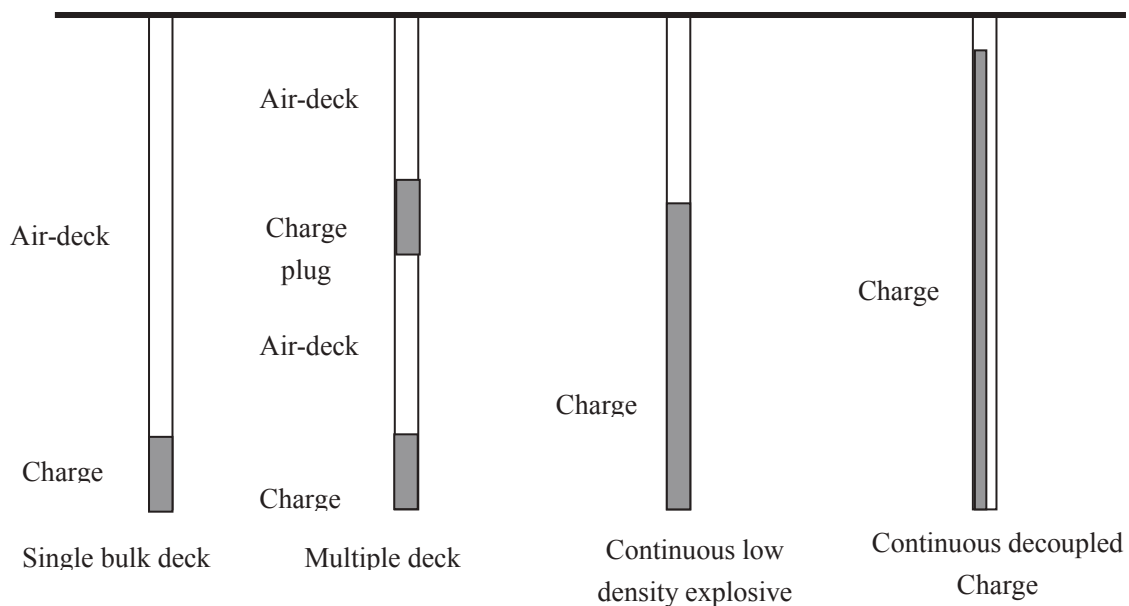 Air-deck
Air-deck
Charge
plug
Charge
Air-deck
Charge
Charge
Charge
Single bulk deck
Multiple deck
Continuous low
density explosive
Continuous decoupled
Charge